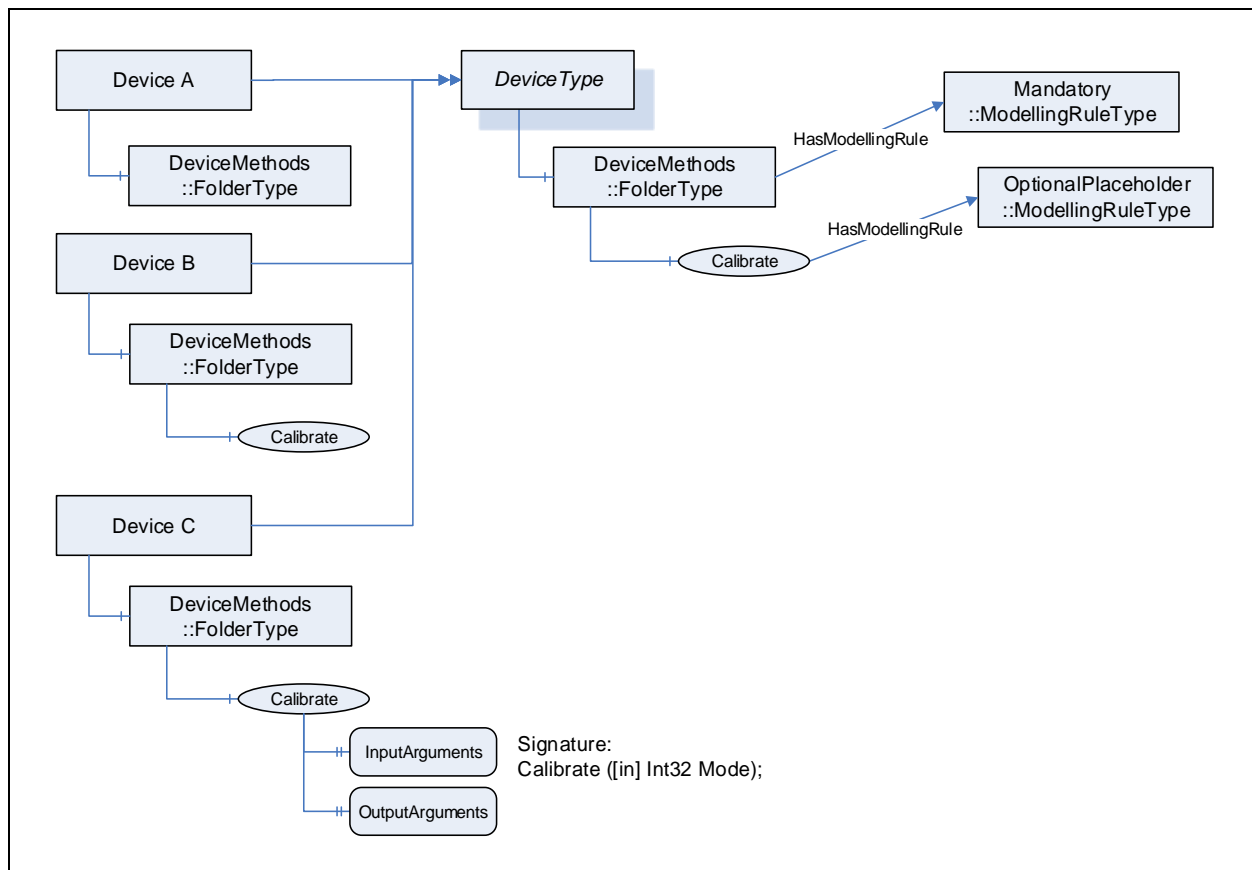 Device A
DeviceMethods
::FolderType
Device B
DeviceMethods
::FolderType
Calibrate
Device C
DeviceMethods
::FolderType
Calibrate
InputArguments
OutputArguments
Signature:
Calibrate ([in] Int32 Mode);
DeviceType
DeviceMethods
::FolderType
Calibrate
HasModellingRule
Mandatory
::ModellingRuleType
HasModellingRule
OptionalPlaceholder
::ModellingRuleType